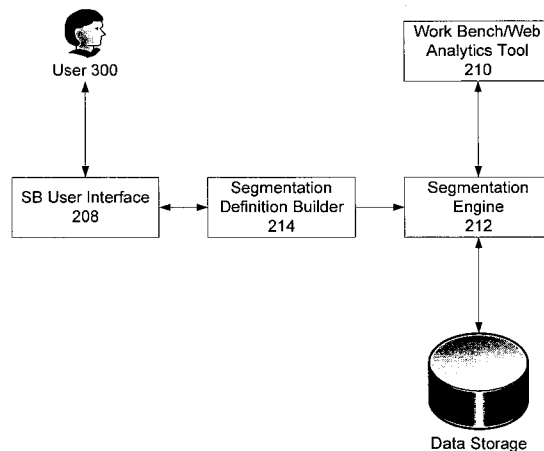 User 300
Work Bench/Web
Analytics Tool
210
SB User Interface
208
Segmentation
Definition Builder
214
Segmentation
Engine
212
Data Storage